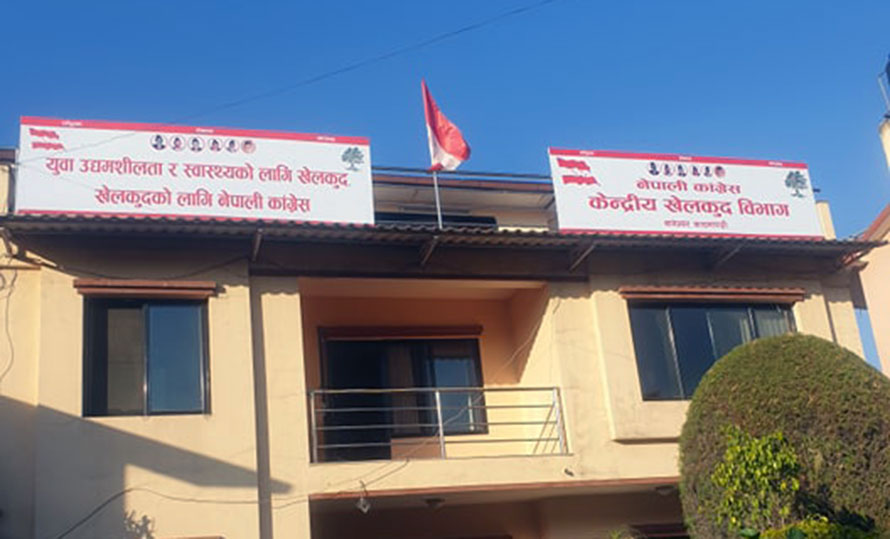 युवा उद्यमशीलता र स्वास्थ्यको लागि खेलकुद
खेलकुदको लागि नेपाली कांग्रेस
नेपाली कांग्रेस
केन्द्रीय खेलकुद विभाग